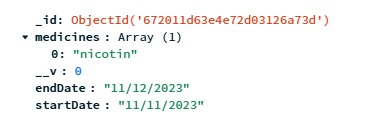 _id: ObjectId('672011d63e4e72d03126a73d')
medicines: Array (1)
0: "nicotin"
__v: 0
endDate: "11/12/2023"
startDate: "11/11/2023"